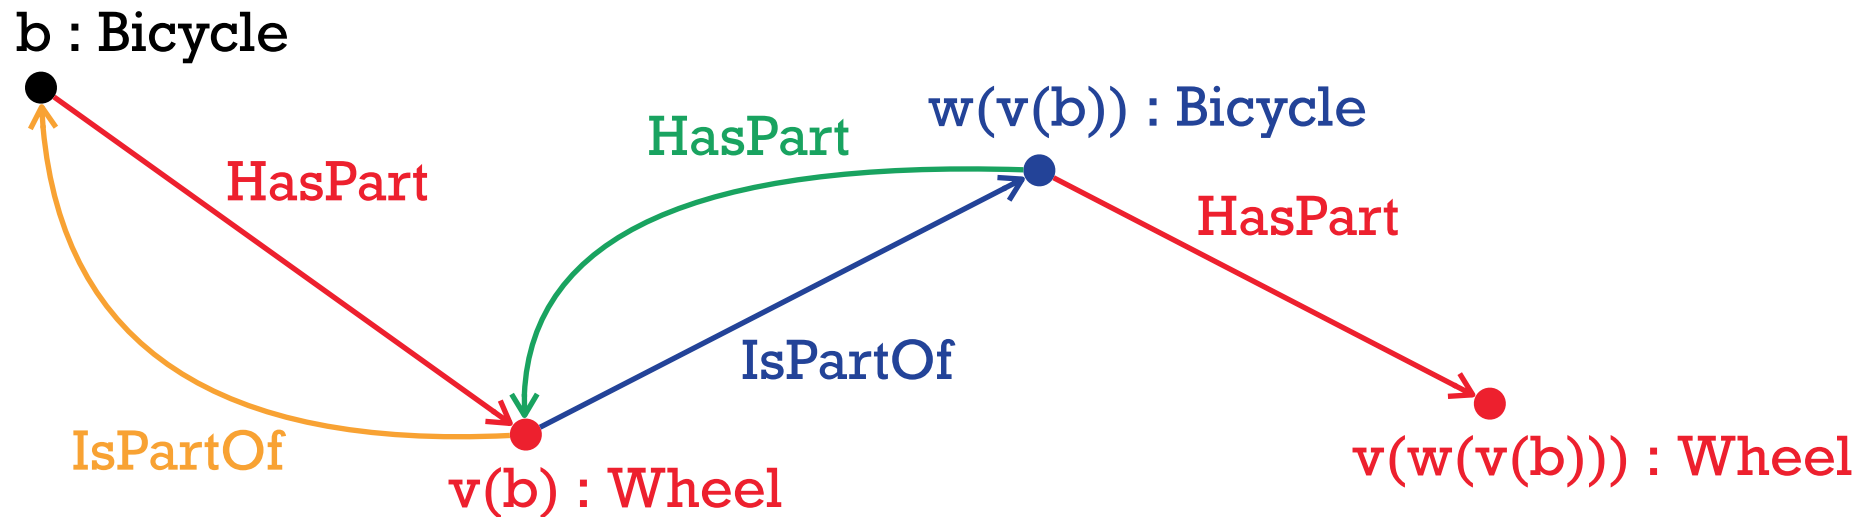 b : Bicycle
w(v(b)) : Bicycle
HasPart
HasPart
HasPart
IsPartOf
IsPartOf
v(w(v(b))) : Wheel
v(b) : Wheel